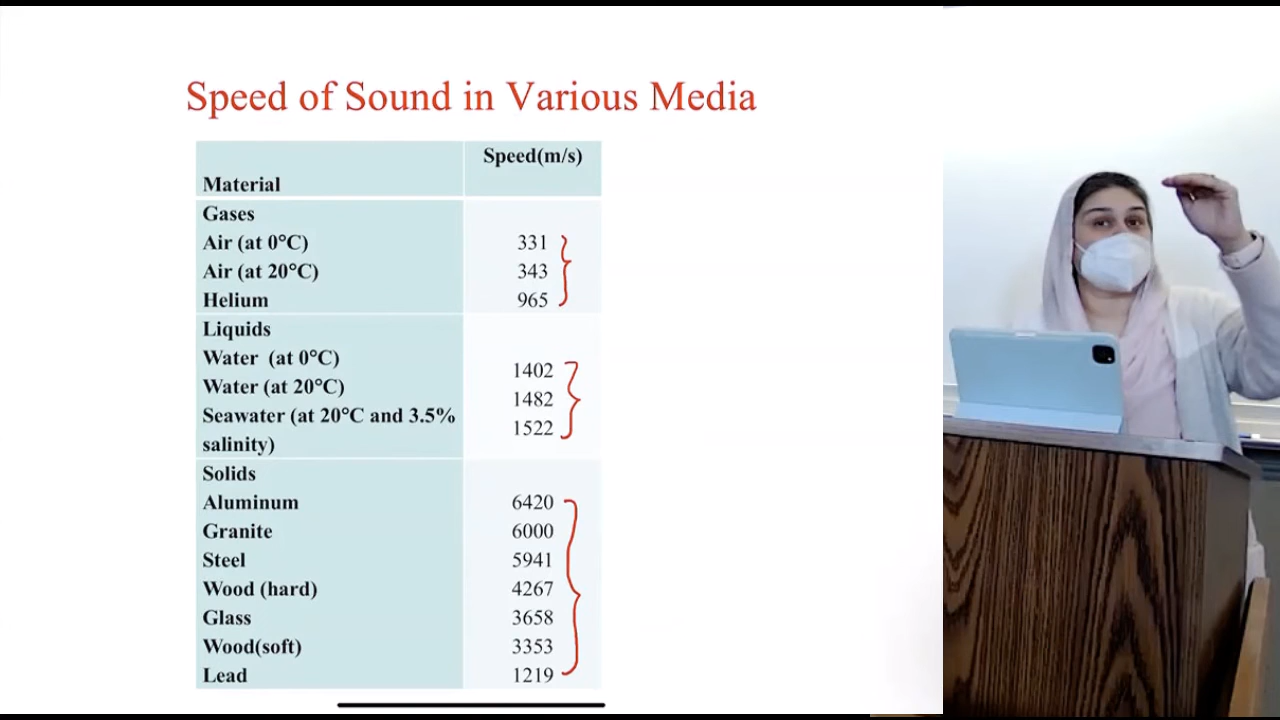 Speed of Sound in Various Media
Speed(m/s)
Material
Gases
Air (at 0°C) 331
Air (at 20°C) 343
Helium 965
Liquids
Water (at 0°C) 1402
Water (at 20°C) 1482
Seawater (at 20°C and 3.5% 1522
salinity)
Solids
Aluminum 6420
Granite 6000
Steel 5941
Wood (hard) 4267
Glass 3658
Wood(soft) 3353
Lead 1219